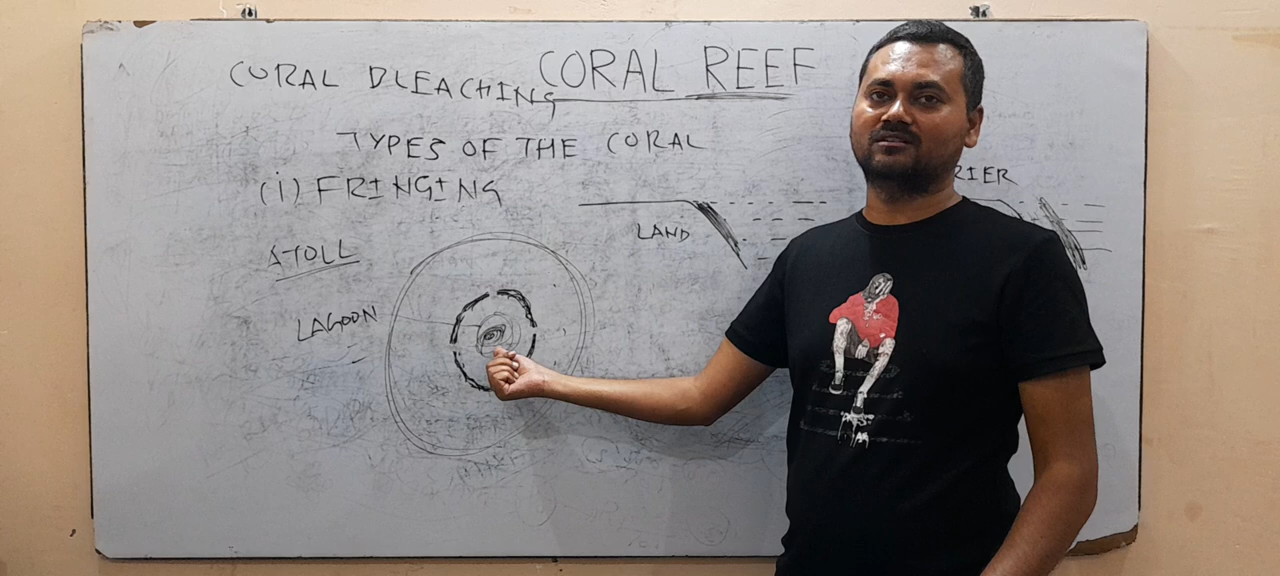 CORAL REEF
CORAL BLEACHING
TYPES OF THE CORAL
(i) FRINGING
RIER
LAND
ATOLL
LAGOON